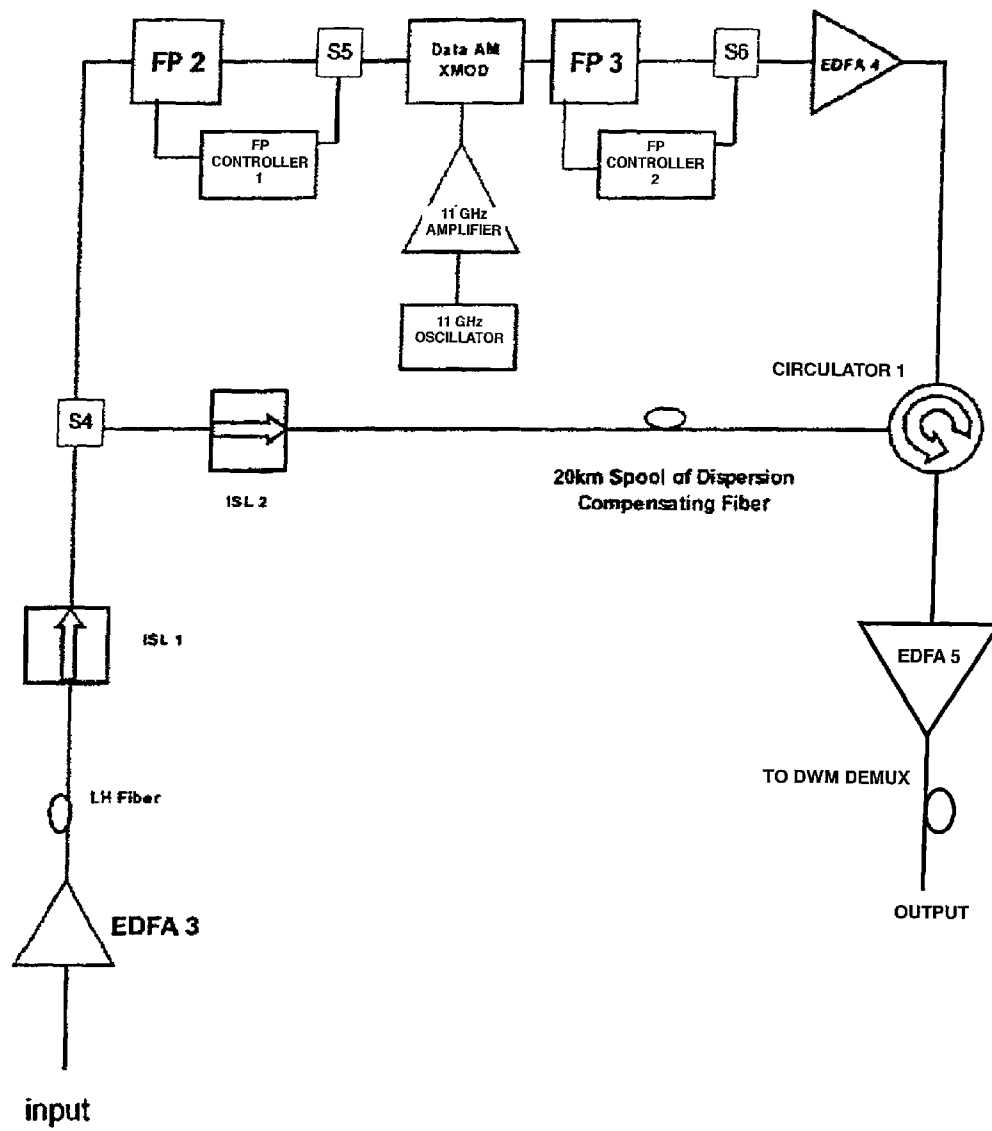 FP 2
S5
Data AM
XMOD
FP 3
S6
EDFA 4
FP
CONTROLLER
1
FP
CONTROLLER
2
11 GHz
AMPLIFIER
11 GHz
OSCILLATOR
CIRCULATOR 1
S4
ISL 2
20km Spool of Dispersion
Compensating Fiber
ISL 1
EDFA 5
TO DWM DEMUX
LH Fiber
OUTPUT
EDFA 3
input